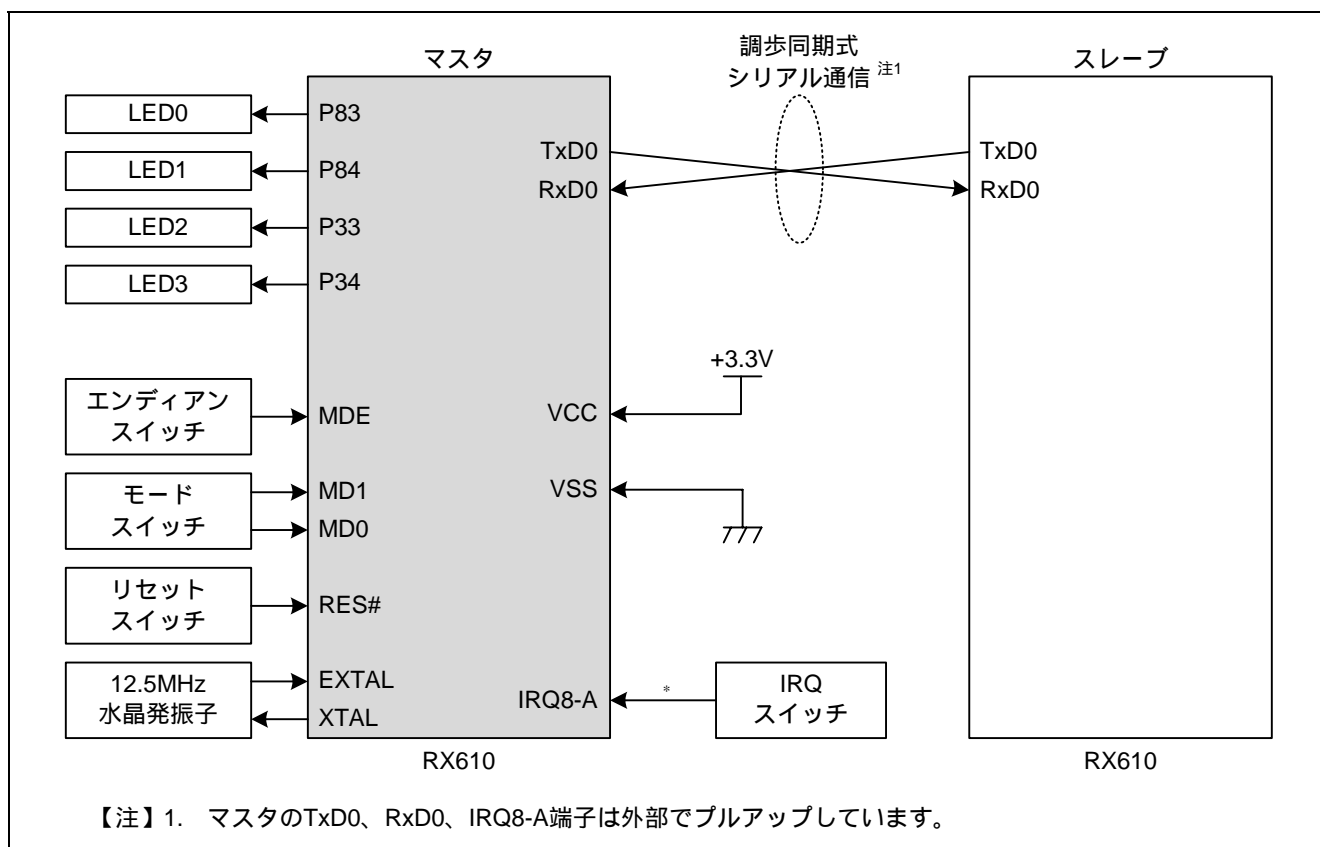 マスタ
調歩同期式
シリアル通信 注1
スレーブ
LED0
P83
LED1
P84
LED2
P33
LED3
P34
TxD0
RxD0
TxD0
RxD0
エンディアン
スイッチ
MDE
モード
スイッチ
MD1
MD0
リセット
スイッチ
RES#
12.5MHz
水晶発振子
EXTAL
XTAL
+3.3V
VCC
VSS
IRQ8-A
*
IRQ
スイッチ
RX610
RX610
【注】1. マスタのTxD0、RxD0、IRQ8-A端子は外部でプルアップしています。